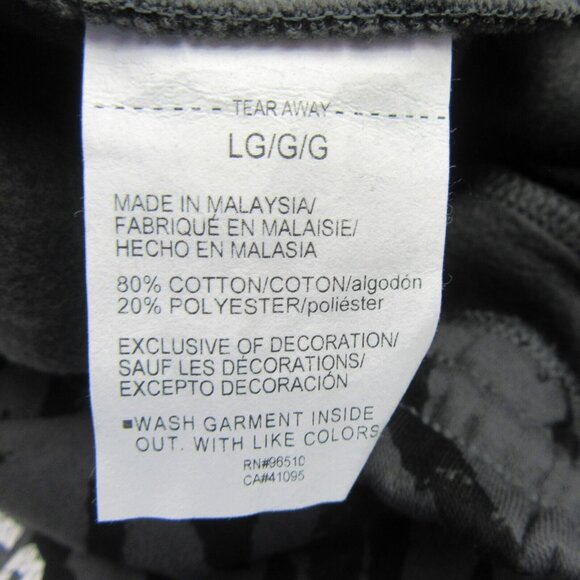 TEAR AWAY
LG/G/G
MADE IN MALAYSIA/
FABRIQUÉ EN MALAISIE/
HECHO EN MALASIA
80% COTTON/COTON/algodón
20% POLYESTER/poliéster
EXCLUSIVE OF DECORATION/
SAUF LES DÉCORATIONS/
EXCEPTO DECORACIÓN
■WASH GARMENT INSIDE
OUT. WITH LIKE COLORS
RN#96510
CA#41095